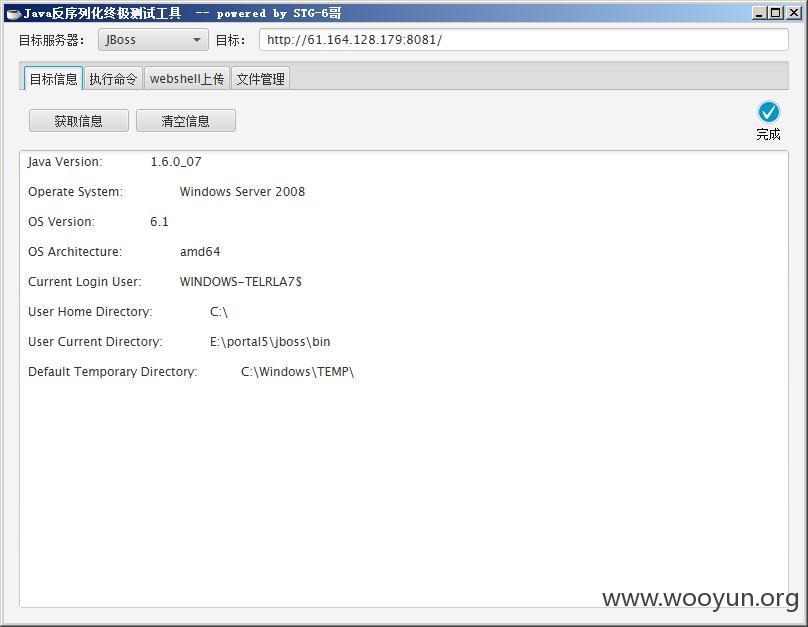 Java反序列化终极测试工具 -- powered by STG-6哥
目标服务器： JBoss 目标： http://61.164.128.179:8081/
目标信息 执行命令 webshell上传 文件管理
获取信息 清空信息
完成
Java Version: 1.6.0_07
Operate System: Windows Server 2008
OS Version: 6.1
OS Architecture: amd64
Current Login User: WINDOWS-TELRLA7$
User Home Directory: C:\
User Current Directory: E:\portal5\jboss\bin
Default Temporary Directory: C:\Windows\TEMP\
www.wooyun.org